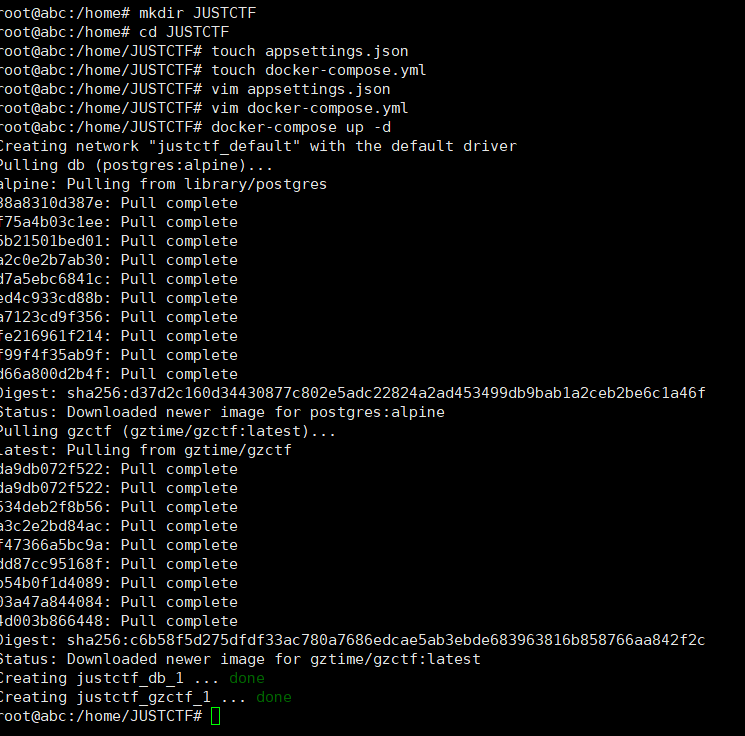 root@abc:/home# mkdir JUSTCTF
root@abc:/home# cd JUSTCTF
root@abc:/home/JUSTCTF# touch appsettings.json
root@abc:/home/JUSTCTF# touch docker-compose.yml
root@abc:/home/JUSTCTF# vim appsettings.json
root@abc:/home/JUSTCTF# vim docker-compose.yml
root@abc:/home/JUSTCTF# docker-compose up -d
Creating network "justctf_default" with the default driver
Pulling db (postgres:alpine)...
alpine: Pulling from library/postgres
38a8310d387e: Pull complete
f75a4b03c1ee: Pull complete
5b21501bed01: Pull complete
a2c0e2b7ab30: Pull complete
d7a5ebc6841c: Pull complete
ed4c933cd88b: Pull complete
a7123cd9f356: Pull complete
fe216961f214: Pull complete
f99f4f35ab9f: Pull complete
d66a800d2b4f: Pull complete
Digest: sha256:d37d2c160d34430877c802e5adc22824a2ad453499db9bab1a2ceb2be6c1a46f
Status: Downloaded newer image for postgres:alpine
Pulling gzctf (gztime/gzctf:latest)...
latest: Pulling from gztime/gzctf
da9db072f522: Pull complete
da9db072f522: Pull complete
534deb2f8b56: Pull complete
a3c2e2bd84ac: Pull complete
f47366a5bc9a: Pull complete
dd87cc95168f: Pull complete
b54b0f1d4089: Pull complete
03a47a844084: Pull complete
4d003b866448: Pull complete
Digest: sha256:c6b58f5d275dfdf33ac780a7686edcae5ab3ebde683963816b858766aa842f2c
Status: Downloaded newer image for gztime/gzctf:latest
Creating justctf_db_1 ... done
Creating justctf_gzctf_1 ... done
root@abc:/home/JUSTCTF#